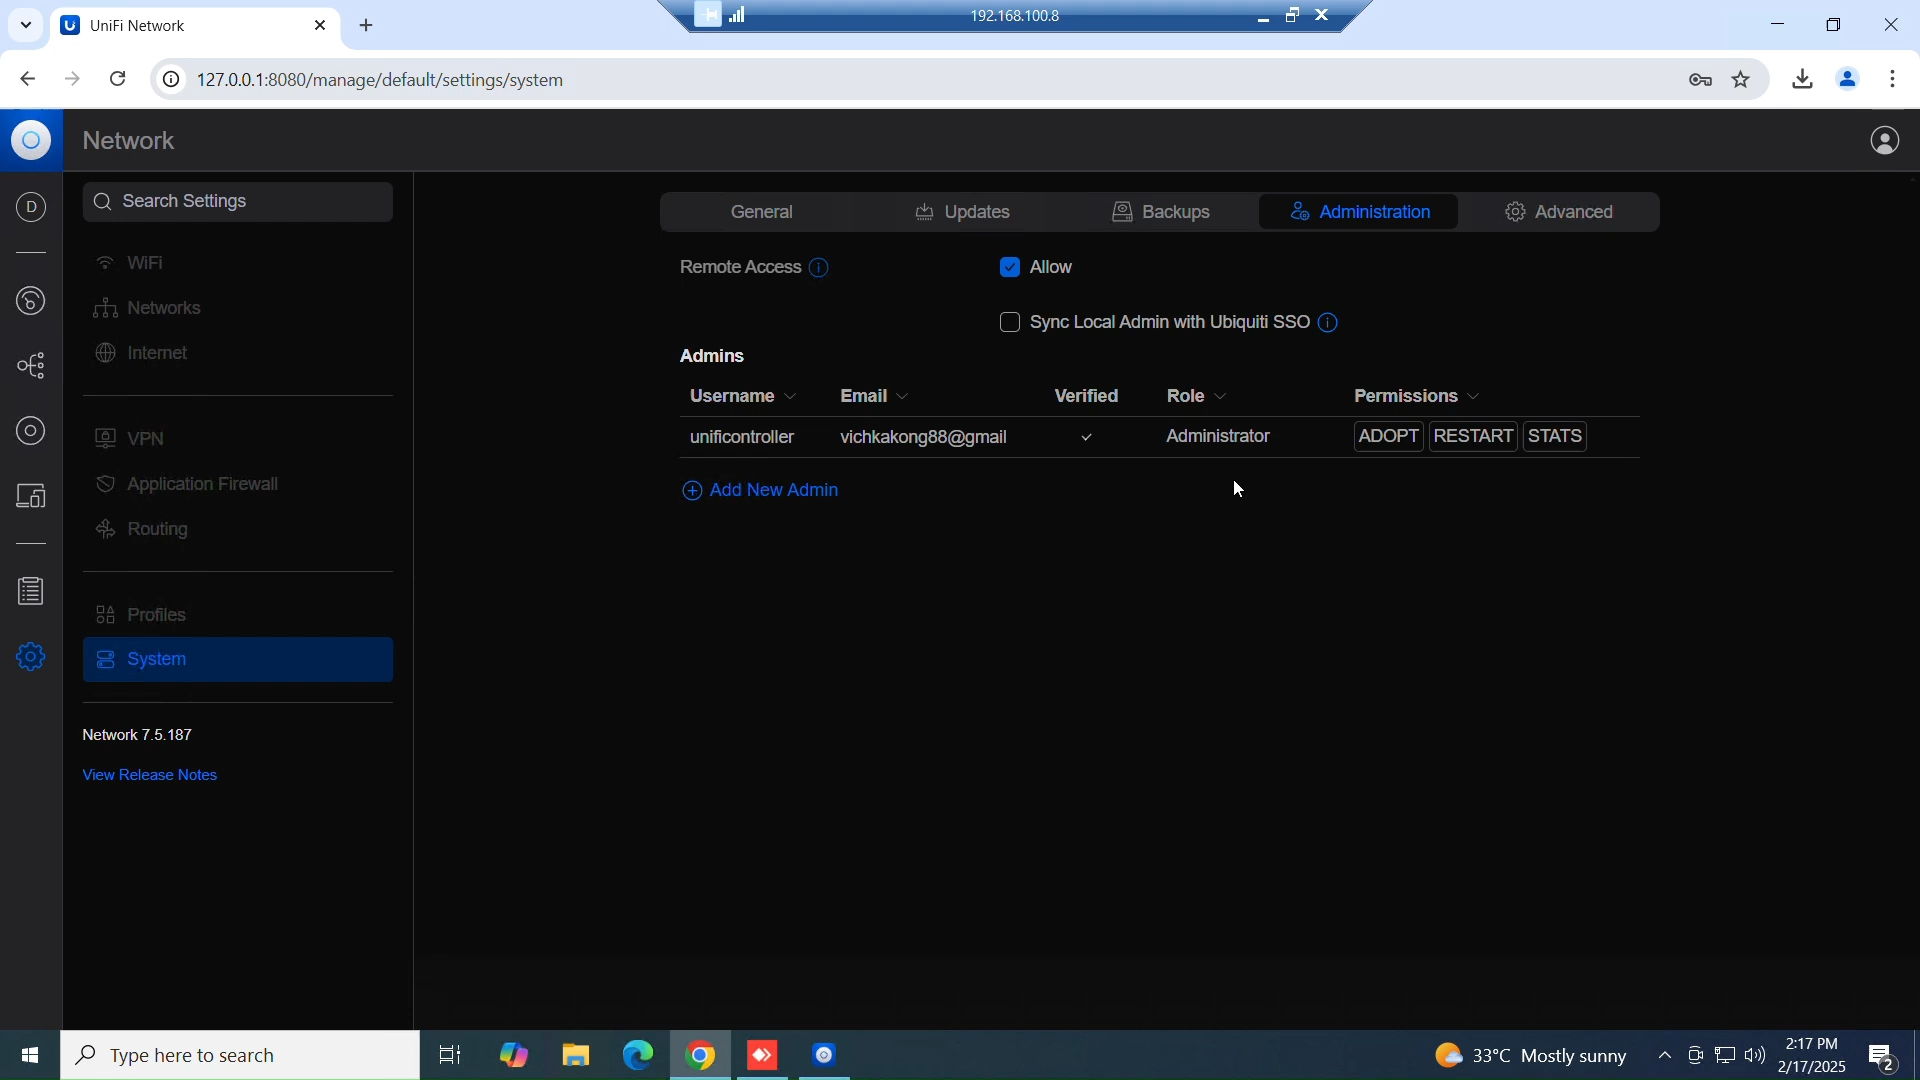 UniFi Network
192.168.100.8
127.0.0.1:8080/manage/default/settings/system
Network
Search Settings
D
WiFi
Networks
Internet
VPN
Application Firewall
Routing
Profiles
System
Network 7.5.187
View Release Notes
General
Updates
Backups
Administration
Advanced
Remote Access
Allow
Sync Local Admin with Ubiquiti SSO
Admins
Username Email Verified Role Permissions
unificontroller vichkakong88@gmail Administrator ADOPT RESTART STATS
Add New Admin
Type here to search
33°C Mostly sunny
2:17 PM
2/17/2025
2